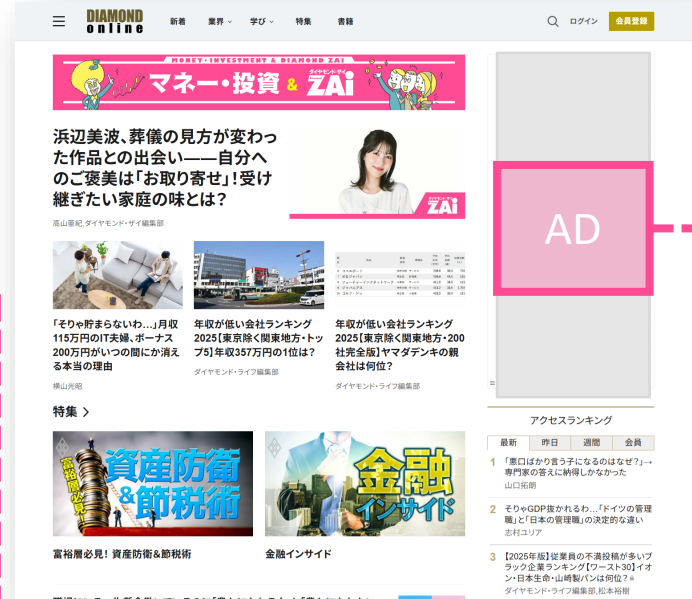 DIAMOND
online
新着
業界
学び
特集
書籍
ログイン
会員登録
MONEY・INVESTMENT & DIAMOND ZAI
マネー・投資 & ダイヤモンド・ザイ ZAi
浜辺美波、葬儀の見方が変わっ
た作品との出会い——自分へ
のご褒美は「お取り寄せ」！受け
継ぎたい家庭の味とは？
高山亜紀,ダイヤモンド・ザイ編集部
ZAi
「そりゃ貯まらないわ…」月収
115万円のIT夫婦、ボーナス
200万円がいつの間にか消え
る本当の理由
横山光昭
年収が低い会社ランキング
2025【東京除く関東地方・トッ
プ5】年収357万円の1位は？
ダイヤモンド・ライフ編集部
年収が低い会社ランキング
2025【東京除く関東地方・200
社完全版】ヤマダデンキの親
会社は何位？
ダイヤモンド・ライフ編集部
特集
富裕層必見！
資産防衛
&節税術
富裕層必見！ 資産防衛&節税術
金融
インサイド
金融インサイド
AD
アクセスランキング
最新
昨日
週間
会員
1 「悪口ばかり言う子になるのはなぜ？」→
専門家の答えに納得しかなかった
山口拓朗
2 そりゃGDP抜かれるわ…「ドイツの管理
職」と「日本の管理職」の決定的な違い
志村ユリア
3 【2025年版】従業員の不満投稿が多いブ
ラック企業ランキング【ワースト30】イオ
ン・日本生命・山崎製パンは何位？
ダイヤモンド・ライフ編集部,松本裕樹